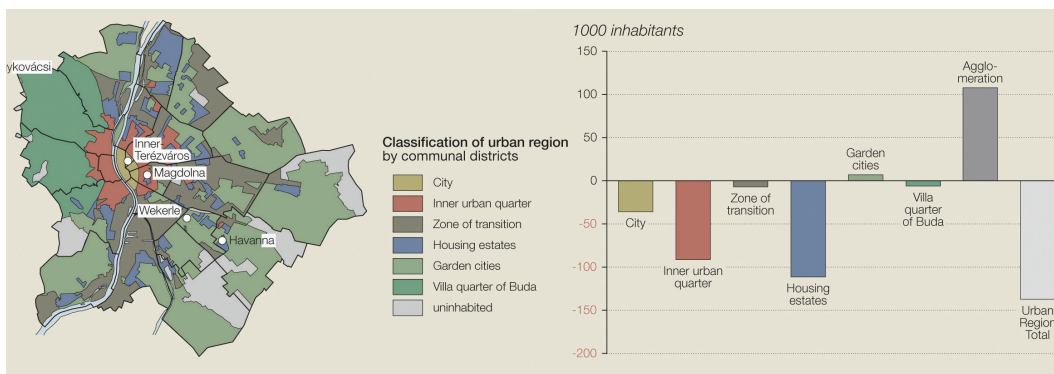 ykovácsi
Inner-
Terézváros
Magdolna
Wekerle
Havanna
Classification of urban region
by communal districts
City
Inner urban quarter
Zone of transition
Housing estates
Garden cities
Villa quarter of Buda
uninhabited
1000 inhabitants
150
100
50
0
-50
-100
-150
-200
City
Inner urban
quarter
Zone of
transition
Housing
estates
Garden
cities
Villa
quarter
of Buda
Agglo-
meration
Urban
Region
Total